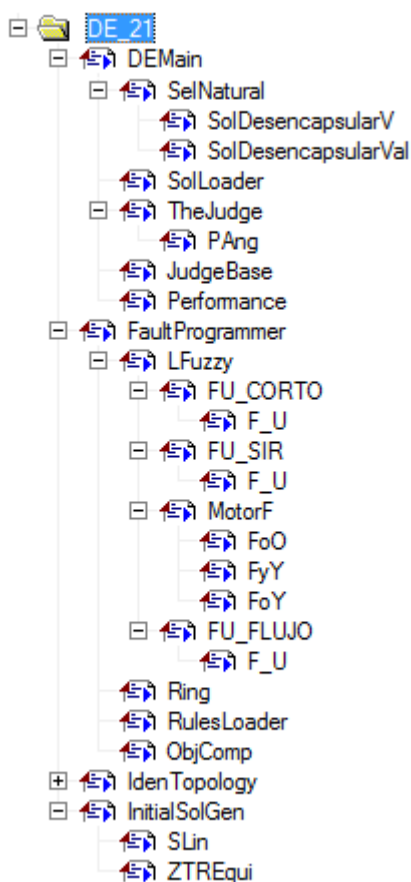 DE_21
DEMain
SelNatural
SolDesencapsularV
SolDesencapsularVal
SolLoader
TheJudge
PAng
JudgeBase
Performance
FaultProgrammer
LFuzzy
FU_CORTO
F_U
FU_SIR
F_U
MotorF
FoO
FyY
FoY
FU_FLUJO
F_U
Ring
RulesLoader
ObjComp
IdenTopology
InitialSolGen
SLin
ZTREqui